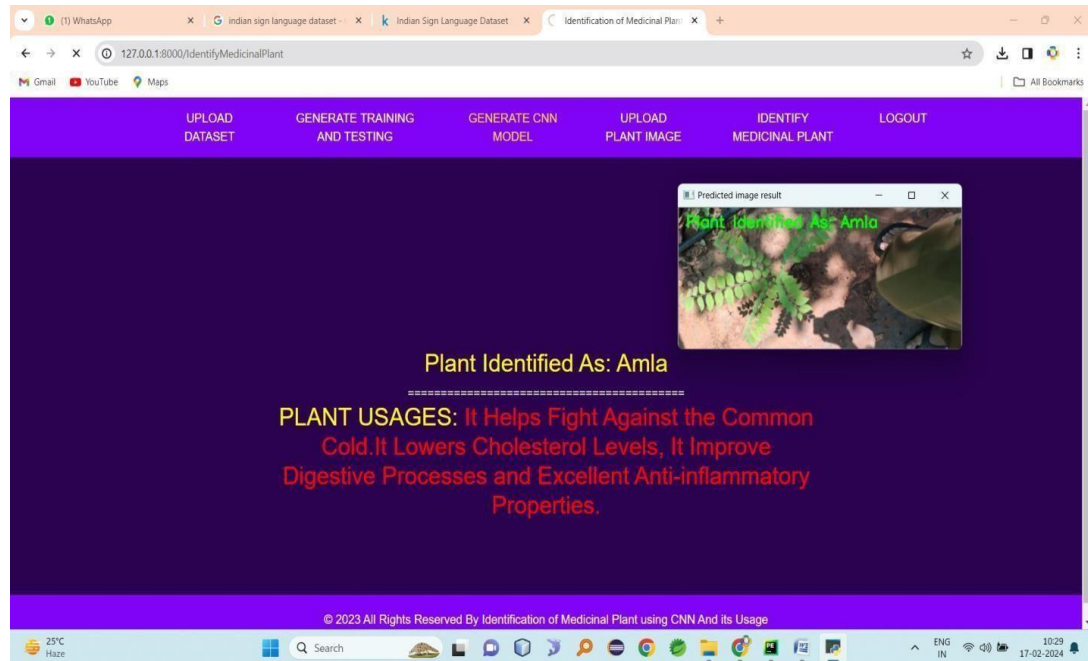 (1) WhatsApp
indian sign language dataset -
Indian Sign Language Dataset
Identification of Medicinal Plan
127.0.0.1:8000/IdentifyMedicinalPlant
Gmail YouTube Maps
All Bookmarks
UPLOAD
DATASET
GENERATE TRAINING
AND TESTING
GENERATE CNN
MODEL
UPLOAD
PLANT IMAGE
IDENTIFY
MEDICINAL PLANT
LOGOUT
Predicted image result
Plant Identified As: Amla
Plant Identified As: Amla
==========================================
PLANT USAGES: It Helps Fight Against the Common
Cold.It Lowers Cholesterol Levels, It Improve
Digestive Processes and Excellent Anti-inflammatory
Properties.
© 2023 All Rights Reserved By Identification of Medicinal Plant using CNN And its Usage
25°C
Haze
Search
ENG
IN
10:29
17-02-2024